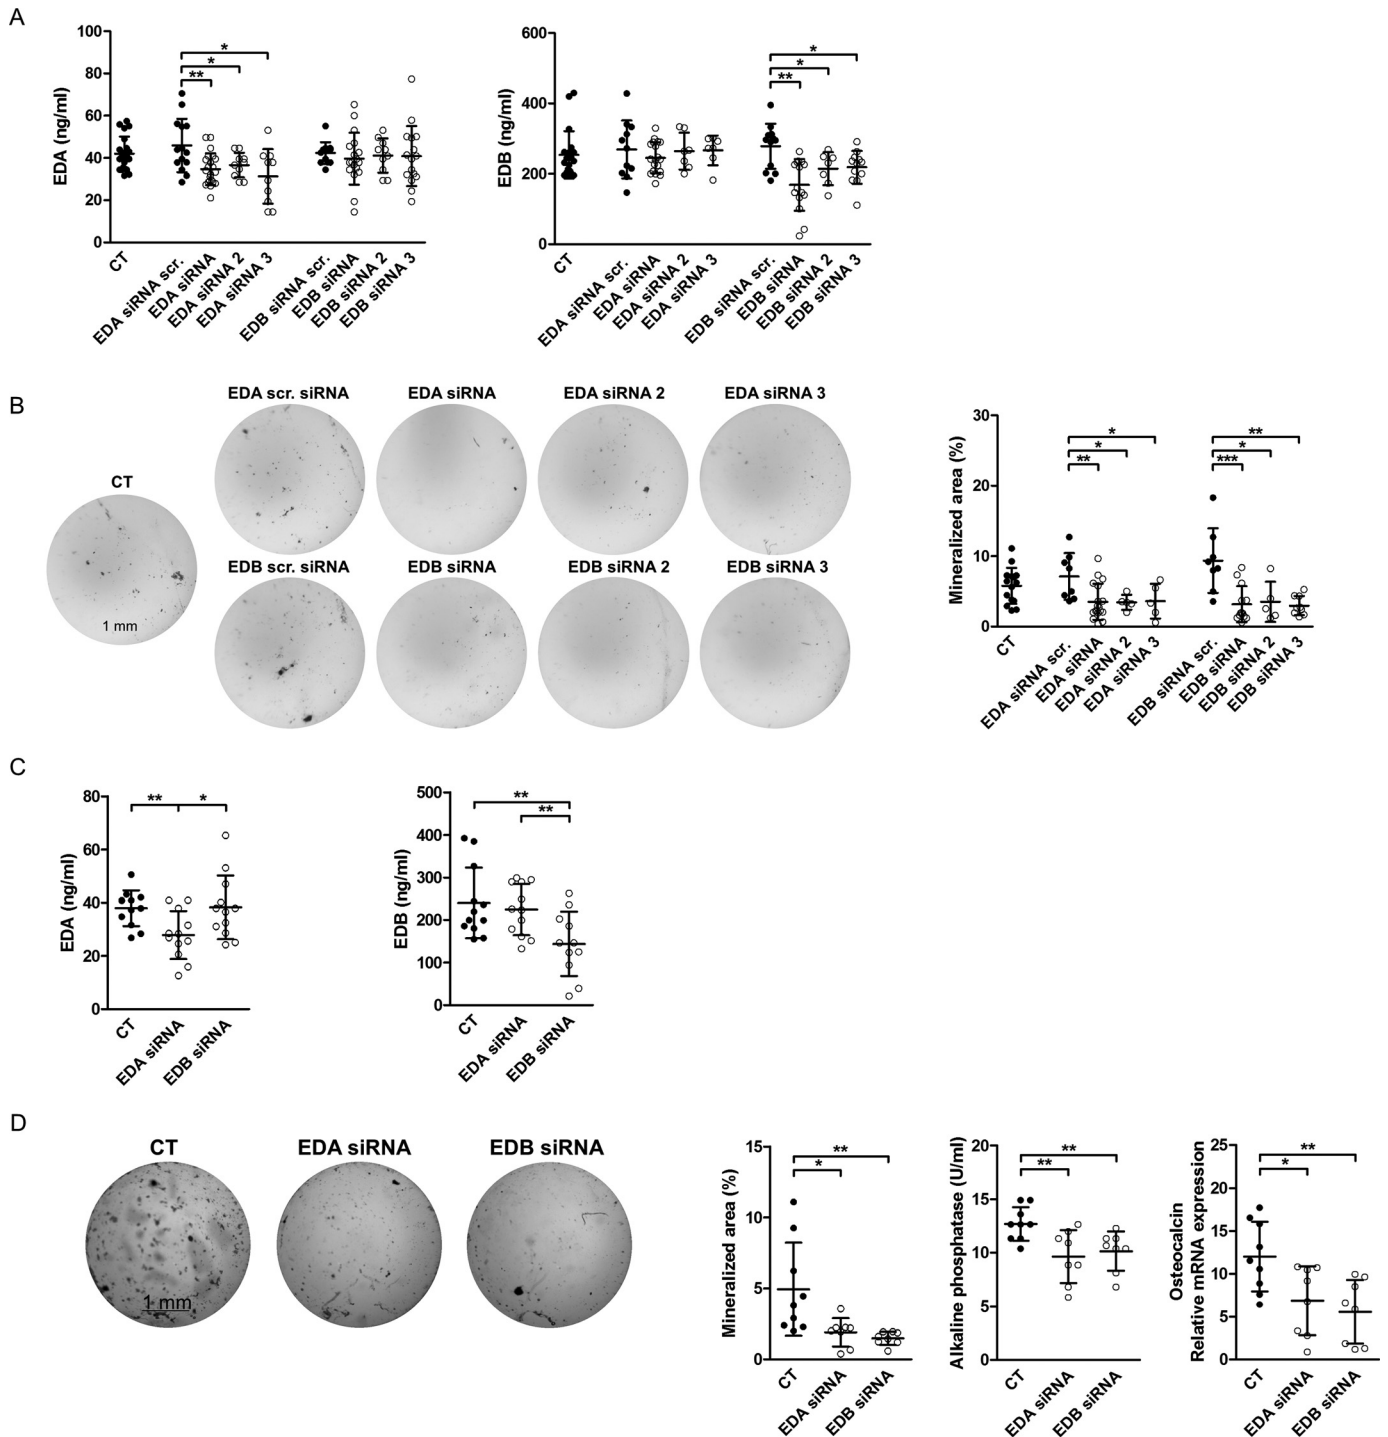 A
EDA (ng/ml)
100
80
60
40
20
0
*
*
**
CT
EDA siRNA scr.
EDA siRNA
EDA siRNA 2
EDA siRNA 3
EDB siRNA scr.
EDB siRNA
EDB siRNA 2
EDB siRNA 3
EDB (ng/ml)
600
400
200
0
*
*
**
CT
EDA siRNA scr.
EDA siRNA
EDA siRNA 2
EDA siRNA 3
EDB siRNA scr.
EDB siRNA
EDB siRNA 2
EDB siRNA 3
B
CT
1 mm
EDA scr. siRNA
EDA siRNA
EDA siRNA 2
EDA siRNA 3
EDB scr. siRNA
EDB siRNA
EDB siRNA 2
EDB siRNA 3
Mineralized area (%)
30
20
10
0
*
*
**
**
*
***
CT
EDA siRNA scr.
EDA siRNA
EDA siRNA 2
EDA siRNA 3
EDB siRNA scr.
EDB siRNA
EDB siRNA 2
EDB siRNA 3
C
EDA (ng/ml)
80
60
40
20
0
**
*
CT
EDA siRNA
EDB siRNA
EDB (ng/ml)
500
400
300
200
100
0
**
**
CT
EDA siRNA
EDB siRNA
D
CT
EDA siRNA
EDB siRNA
1 mm
Mineralized area (%)
15
10
5
0
**
*
CT
EDA siRNA
EDB siRNA
Alkaline phosphatase (U/ml)
20
15
10
5
0
**
**
CT
EDA siRNA
EDB siRNA
Osteocalcin
Relative mRNA expression
25
20
15
10
5
0
**
*
CT
EDA siRNA
EDB siRNA